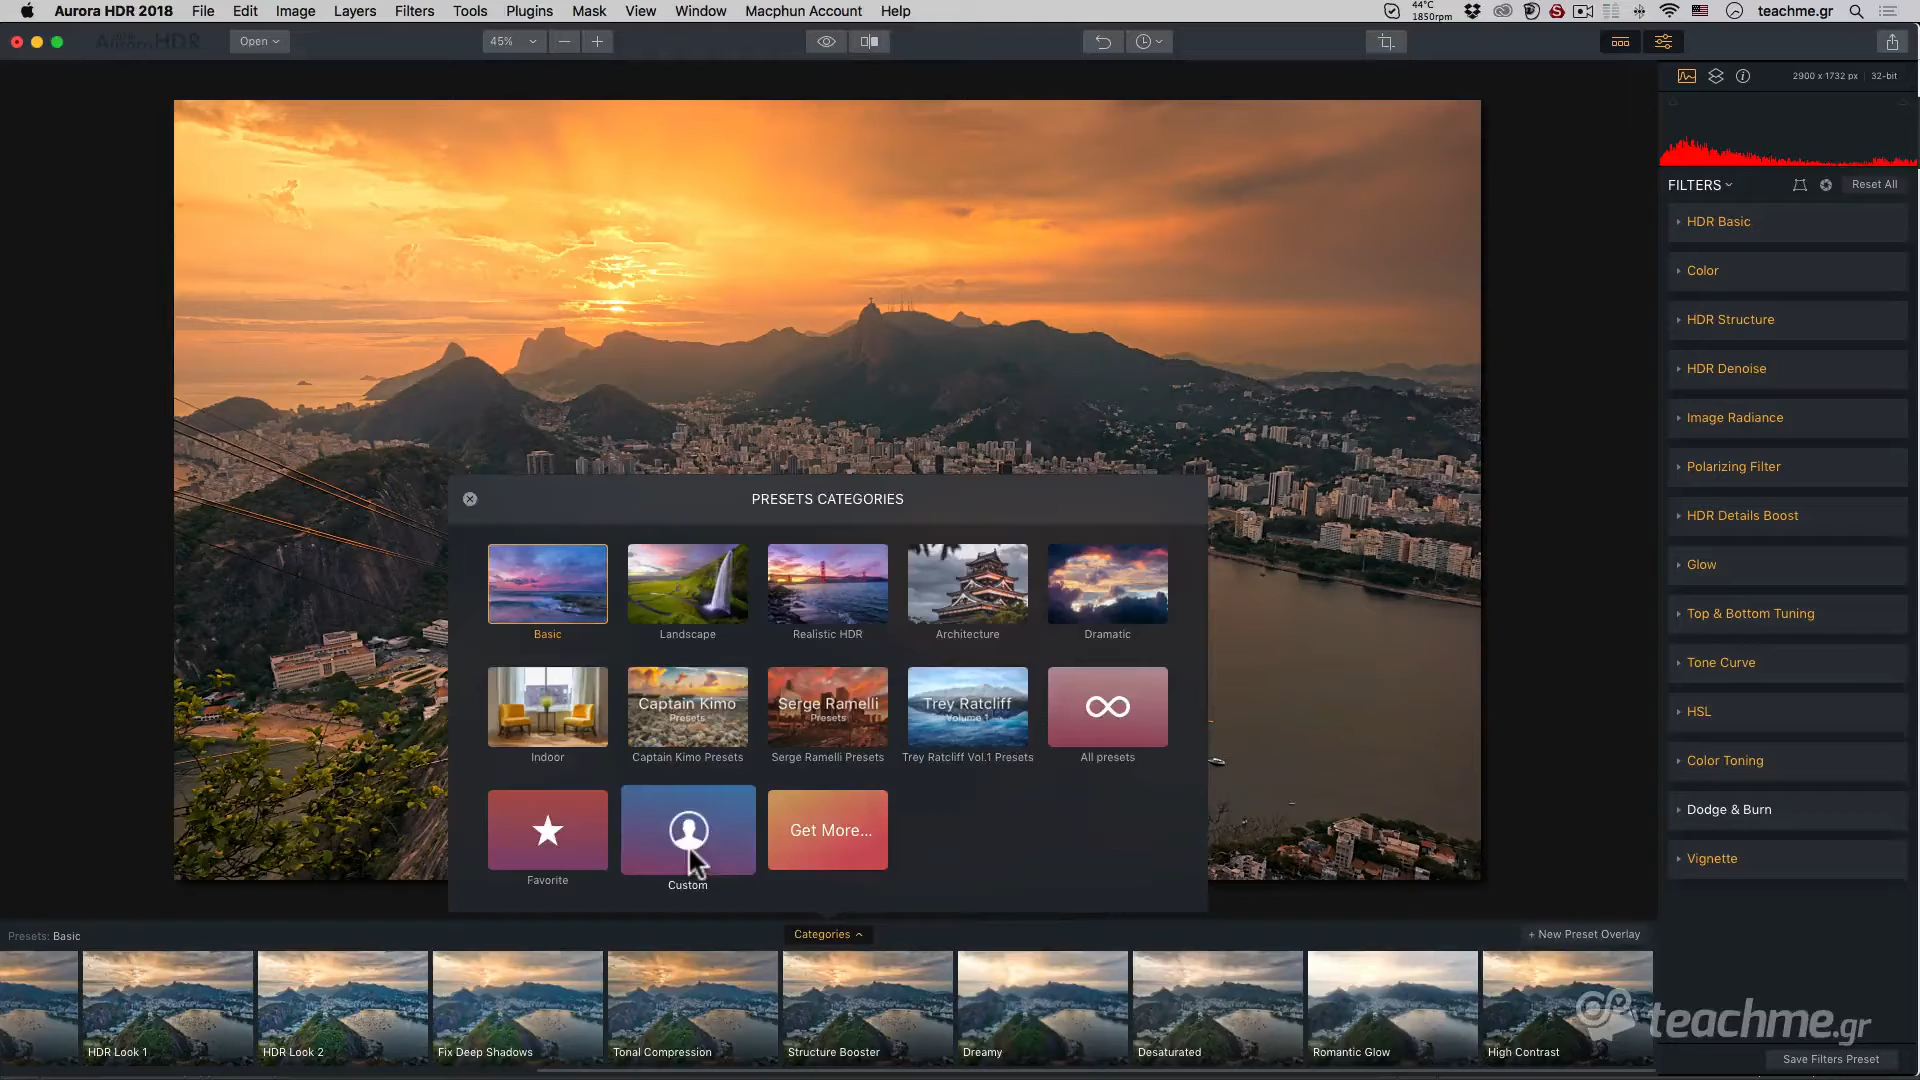 Aurora HDR 2018 File Edit Image Layers Filters Tools Plugins Mask View Window Macphun Account Help 44°C 1850rpm teachme.gr
AuroraHDR Open 45%
2900 x 1732 px 32-bit
FILTERS Reset All
HDR Basic
Color
HDR Structure
HDR Denoise
Image Radiance
Polarizing Filter
HDR Details Boost
Glow
Top & Bottom Tuning
Tone Curve
HSL
Color Toning
Dodge & Burn
Vignette
PRESETS CATEGORIES
Basic Landscape Realistic HDR Architecture Dramatic
Captain Kimo Serge Ramelli Trey Ratcliff
Presets Presets Volume 1
Indoor Captain Kimo Presets Serge Ramelli Presets Trey Ratcliff Vol.1 Presets All presets
Get More...
Favorite Custom
Presets: Basic Categories + New Preset Overlay
HDR Look 1 HDR Look 2 Fix Deep Shadows Tonal Compression Structure Booster Dreamy Desaturated Romantic Glow High Contrast
teachme.gr
Save Filters Preset